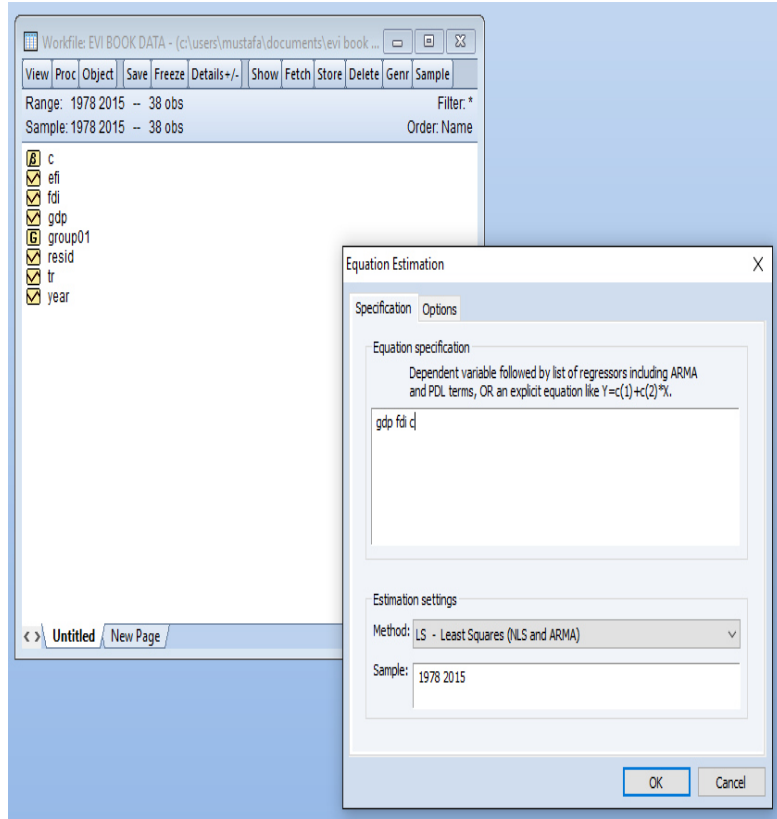 Workfile: EVI BOOK DATA - (c:\users\mustafa\documents\evi book ...
View Proc Object Save Freeze Details+/- Show Fetch Store Delete Genr Sample
Range: 1978 2015 -- 38 obs Filter: *
Sample: 1978 2015 -- 38 obs Order: Name
β c
efi
fdi
gdp
G group01
resid
tr
year
Untitled New Page
Equation Estimation
Specification Options
Equation specification
Dependent variable followed by list of regressors including ARMA
and PDL terms, OR an explicit equation like Y=c(1)+c(2)*X.
gdp fdi c
Estimation settings
Method: LS - Least Squares (NLS and ARMA)
Sample: 1978 2015
OK Cancel